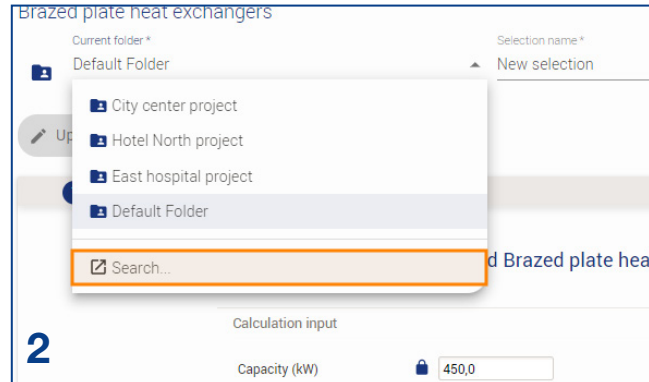 Brazed plate heat exchangers
Current folder *
Default Folder
Selection name *
New selection
City center project
Hotel North project
East hospital project
Default Folder
Search...
Up
d Brazed plate hea
Calculation input
2
Capacity (kW)
450,0